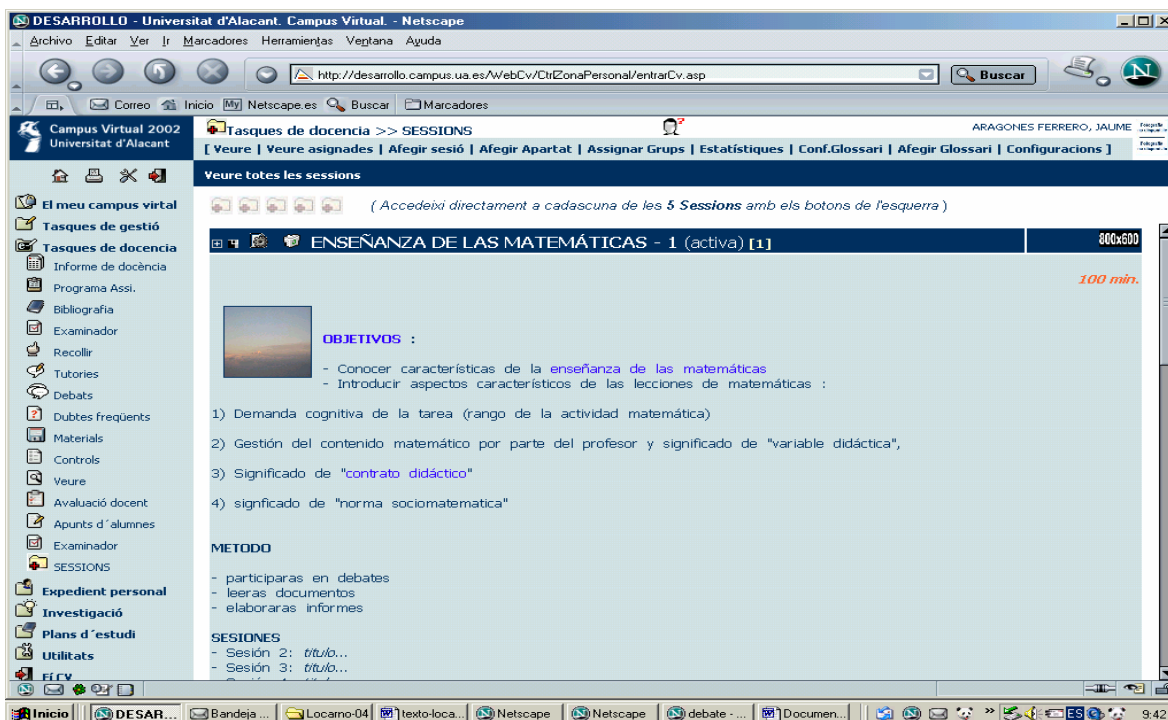 DESARROLLO - Universitat d'Alacant. Campus Virtual. - Netscape
Archivo Editar Ver Ir Marcadores Herramientas Ventana Ayuda
http://desarrollo.campus.ua.es/WebCv/CtrlZonaPersonal/entrarCv.asp Buscar
Correo Inicio My Netscape.es Buscar Marcadores
Campus Virtual 2002
Universitat d'Alacant
Tasques de docencia >> SESSIONS ARAGONES FERRERO, JAUME
[ Veure | Veure asignades | Afegir sesió | Afegir Apartat | Assignar Grups | Estatístiques | Conf.Glossari | Afegir Glossari | Configuracions ]
Veure totes les sessions
El meu campus virtal
Tasques de gestió
Tasques de docencia
Informe de docència
Programa Assi.
Bibliografia
Examinador
Recollir
Tutories
Debats
Dubtes freqüents
Materials
Controls
Veure
Avaluació docent
Apunts d´alumnes
Examinador
SESSIONS
Expedient personal
Investigació
Plans d´estudi
Utilitats
( Accedeixi directament a cadascuna de les 5 Sessions amb els botons de l'esquerra )
ENSEÑANZA DE LAS MATEMÁTICAS - 1 (activa) [1] 800x600
100 min.
OBJETIVOS :
- Conocer características de la enseñanza de las matemáticas
- Introducir aspectos característicos de las lecciones de matemáticas :
1) Demanda cognitiva de la tarea (rango de la actividad matemática)
2) Gestión del contenido matemático por parte del profesor y significado de "variable didáctica",
3) Significado de "contrato didáctico"
4) signficado de "norma sociomatematica"
METODO
- participaras en debates
- leeras documentos
- elaboraras informes
SESIONES
- Sesión 2: título...
- Sesión 3: título...
Inicio DESAR... Bandeja ... Locarno-04 texto-loca... Netscape Netscape debate - ... Documen... ES 9:42